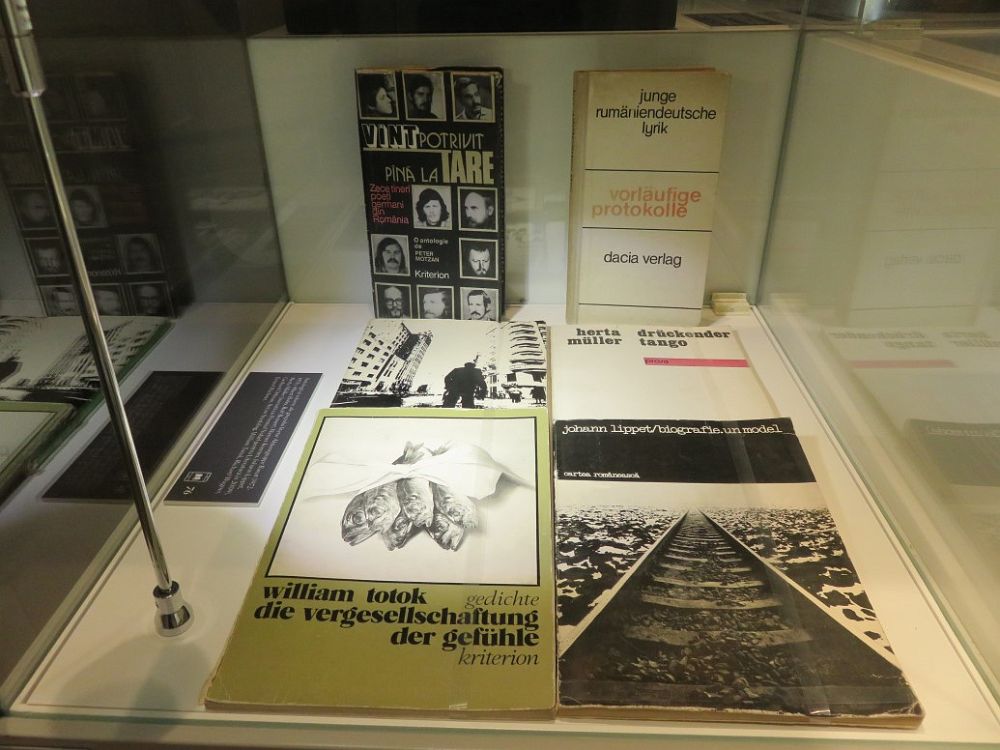 VINT POTRIVIT
PÎNĂ LA TARE
Zece tineri
poeți
germani
din
România
O antologie
de
PETER
MOTZAN
Kriterion
junge
rumäniendeutsche
lyrik
vorläufige
protokolle
dacia verlag
herta
müller
drückender
tango
proza
william totok
gedichte
die vergesellschaftung
der gefühle
kriterion
johann lippet/biografie.un model
cartea românească
76